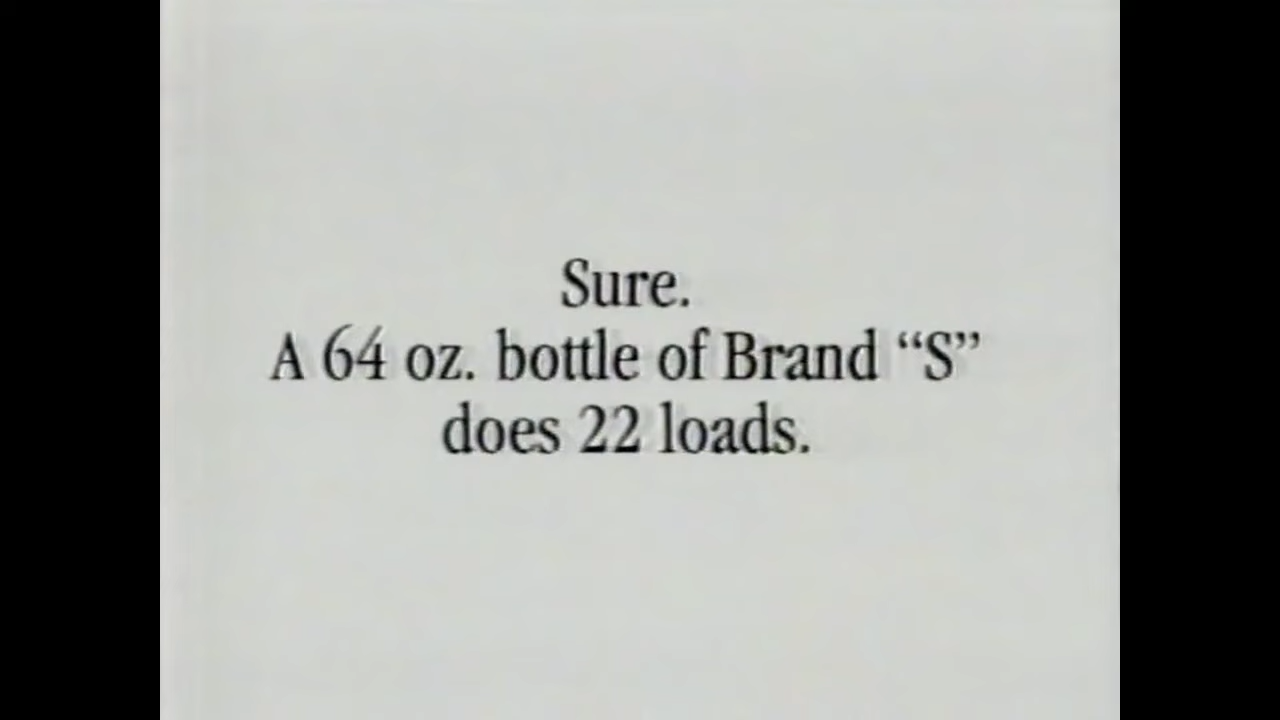 Sure.
A 64 oz. bottle of Brand “S”
does 22 loads.